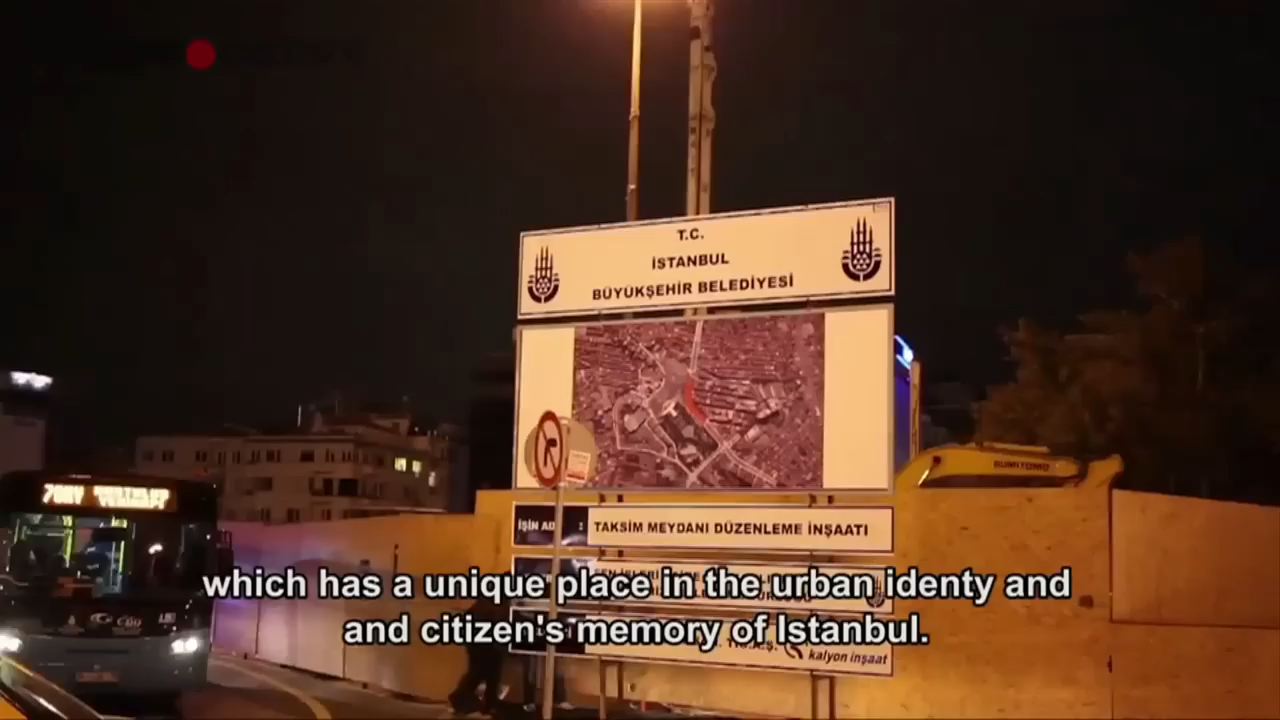 T.C.
İSTANBUL
BÜYÜKŞEHİR BELEDİYESİ
SUMITOMO
İŞİN ADI : TAKSİM MEYDANI DÜZENLEME İNŞAATI
which has a unique place in the urban identy and
and citizen's memory of Istanbul.
kalyon inşaat